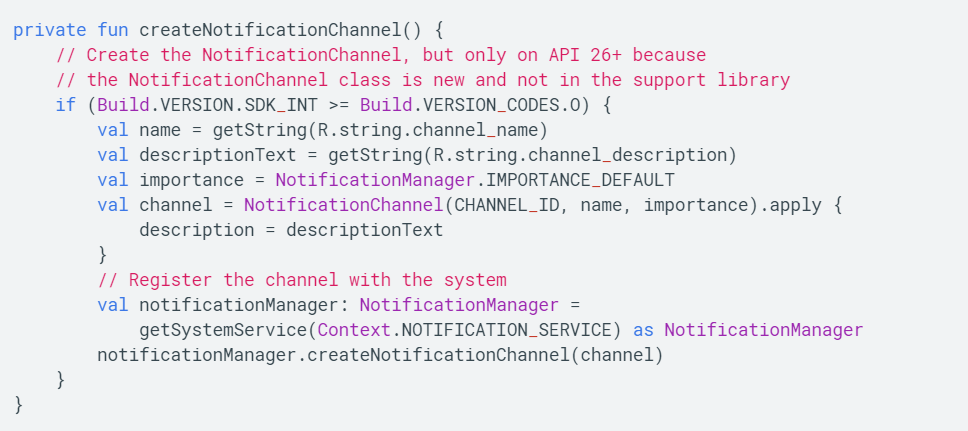 private fun createNotificationChannel() {
    // Create the NotificationChannel, but only on API 26+ because
    // the NotificationChannel class is new and not in the support library
    if (Build.VERSION.SDK_INT >= Build.VERSION_CODES.O) {
        val name = getString(R.string.channel_name)
        val descriptionText = getString(R.string.channel_description)
        val importance = NotificationManager.IMPORTANCE_DEFAULT
        val channel = NotificationChannel(CHANNEL_ID, name, importance).apply {
            description = descriptionText
        }
        // Register the channel with the system
        val notificationManager: NotificationManager =
            getSystemService(Context.NOTIFICATION_SERVICE) as NotificationManager
        notificationManager.createNotificationChannel(channel)
    }
}